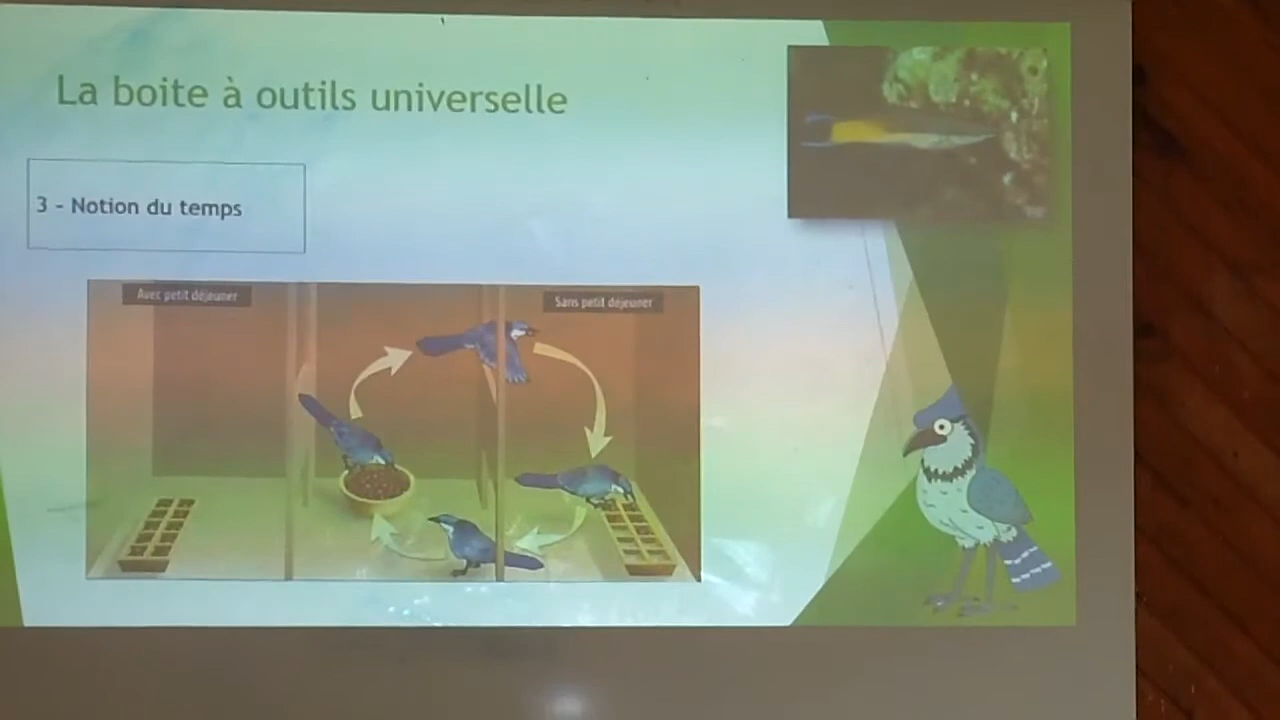 La boite à outils universelle
3 - Notion du temps
Avec petit déjeuner
Sans petit déjeuner